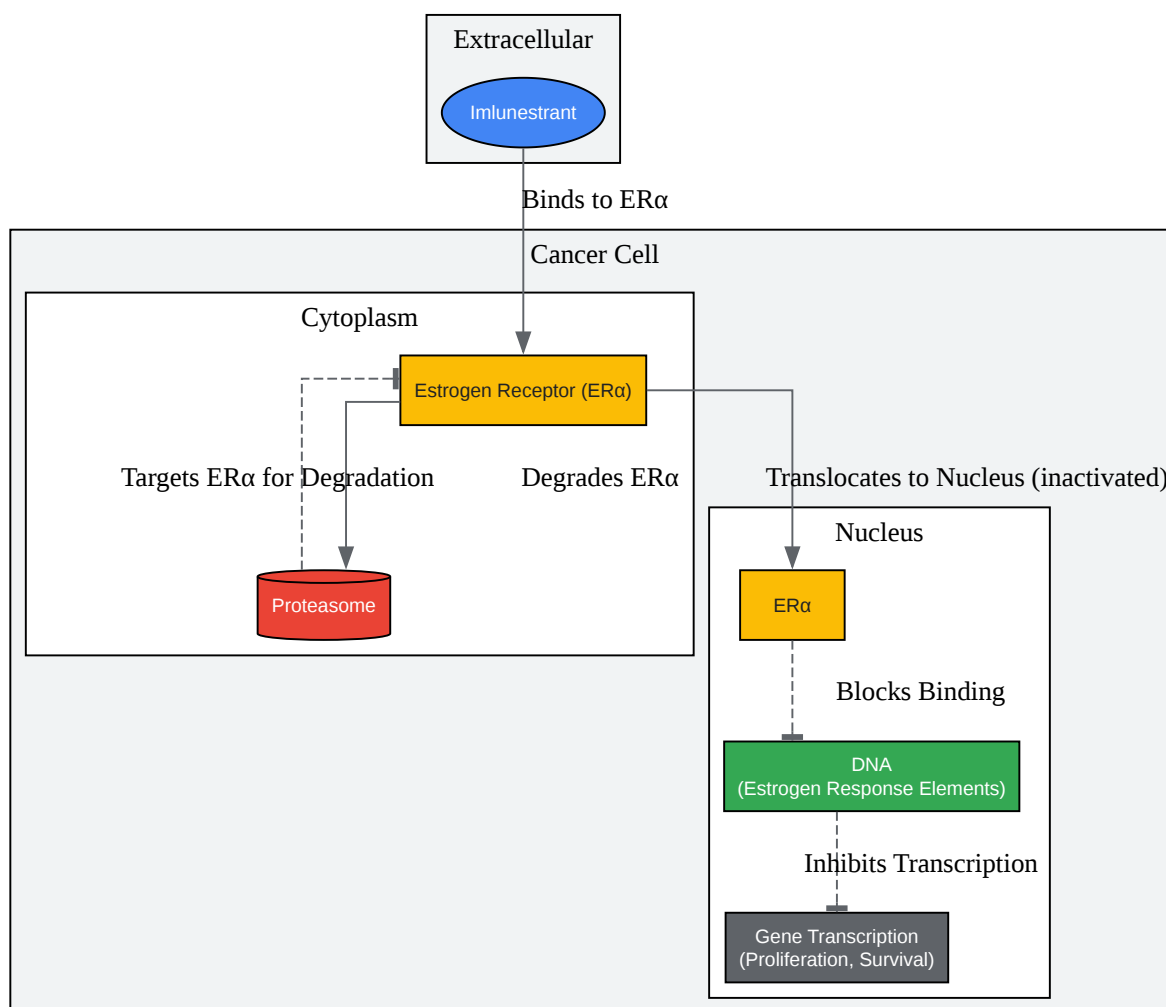 Extracellular
Imlunestrant
Binds to ERα
Cancer Cell
Cytoplasm
Estrogen Receptor (ERα)
Targets ERα for Degradation
Degrades ERα
Translocates to Nucleus (inactivated)
Nucleus
Proteasome
ERα
Blocks Binding
DNA
(Estrogen Response Elements)
Inhibits Transcription
Gene Transcription
(Proliferation, Survival)